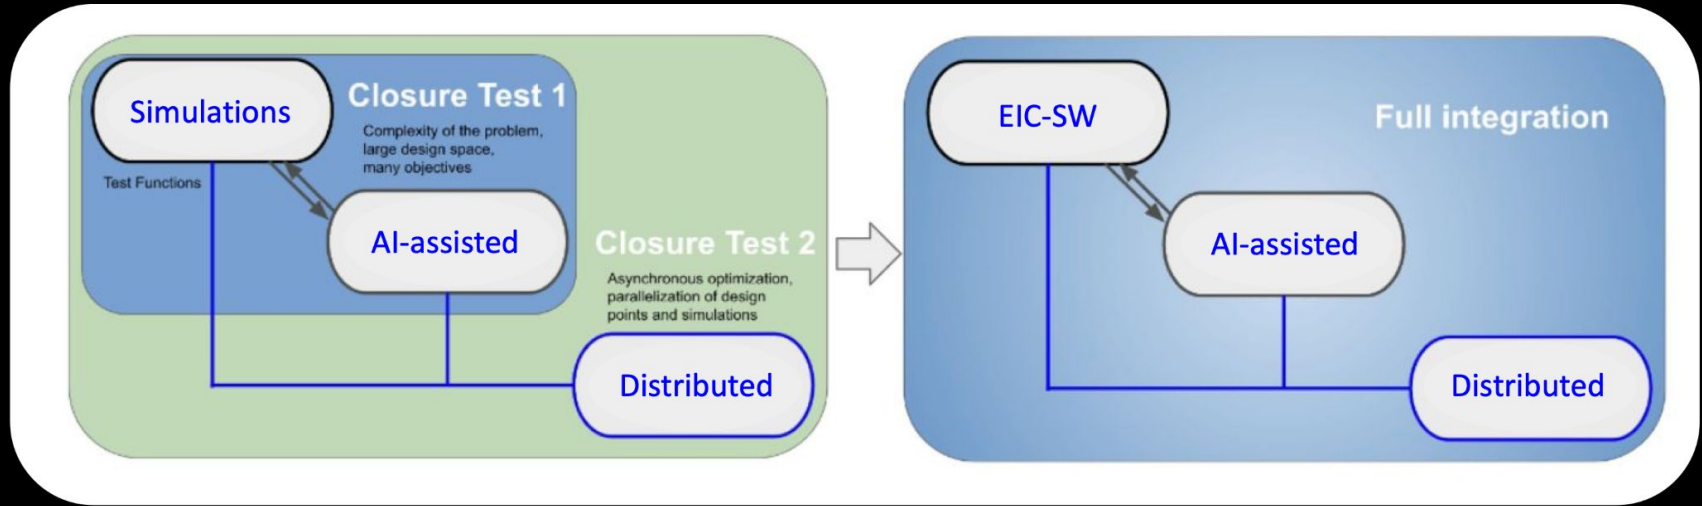 Simulations
Closure Test 1
Complexity of the problem,
large design space,
many objectives
Test Functions
AI-assisted
Closure Test 2
Asynchronous optimization,
parallelization of design
points and simulations
Distributed
EIC-SW
Full integration
AI-assisted
Distributed